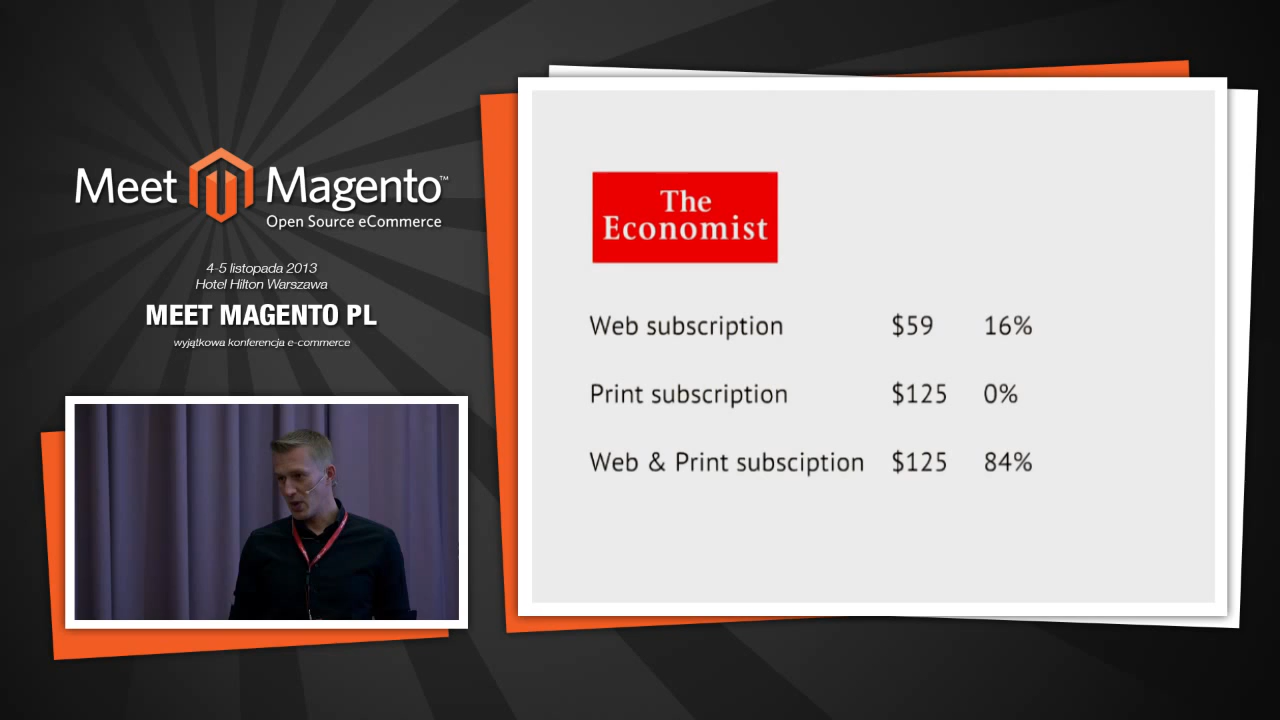 Meet Magento™
Open Source eCommerce
4-5 listopada 2013
Hotel Hilton Warszawa
MEET MAGENTO PL
wyjątkowa konferencja e-commerce
The
Economist
Web subscription $59 16%
Print subscription $125 0%
Web & Print subsciption $125 84%